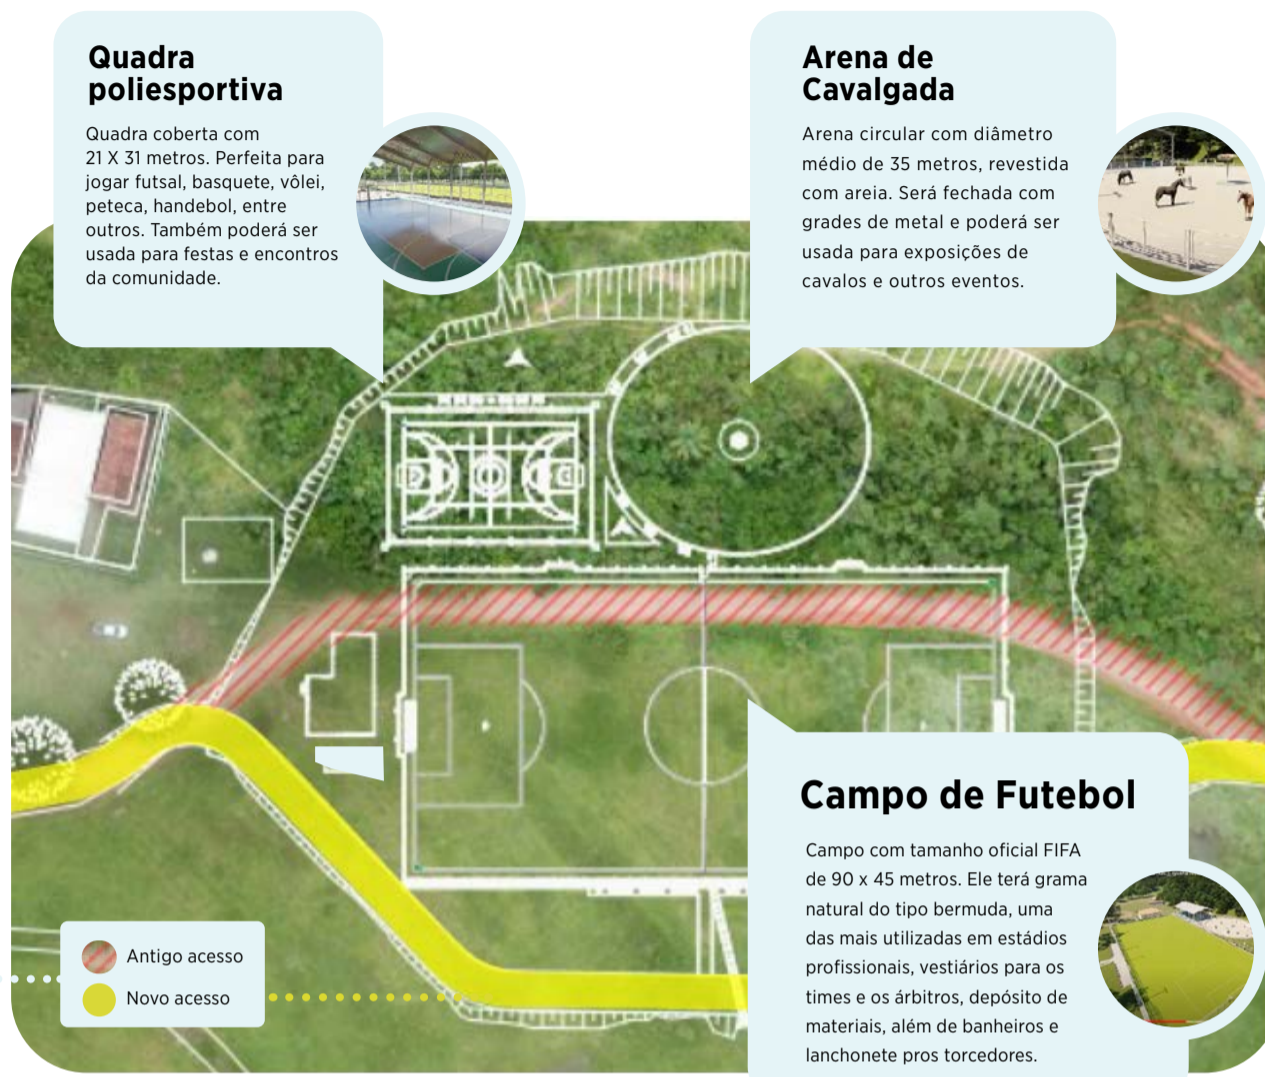 Quadra
poliesportiva
Quadra coberta com
21 X 31 metros. Perfeita para
jogar futsal, basquete, vôlei,
peteca, handebol, entre
outros. Também poderá ser
usada para festas e encontros
da comunidade.
Arena de
Cavalgada
Arena circular com diâmetro
médio de 35 metros, revestida
com areia. Será fechada com
grades de metal e poderá ser
usada para exposições de
cavalos e outros eventos.
Campo de Futebol
Campo com tamanho oficial FIFA
de 90 x 45 metros. Ele terá grama
natural do tipo bermuda, uma
das mais utilizadas em estádios
profissionais, vestiários para os
times e os árbitros, depósito de
materiais, além de banheiros e
lanchonete pros torcedores.
Antigo acesso
Novo acesso